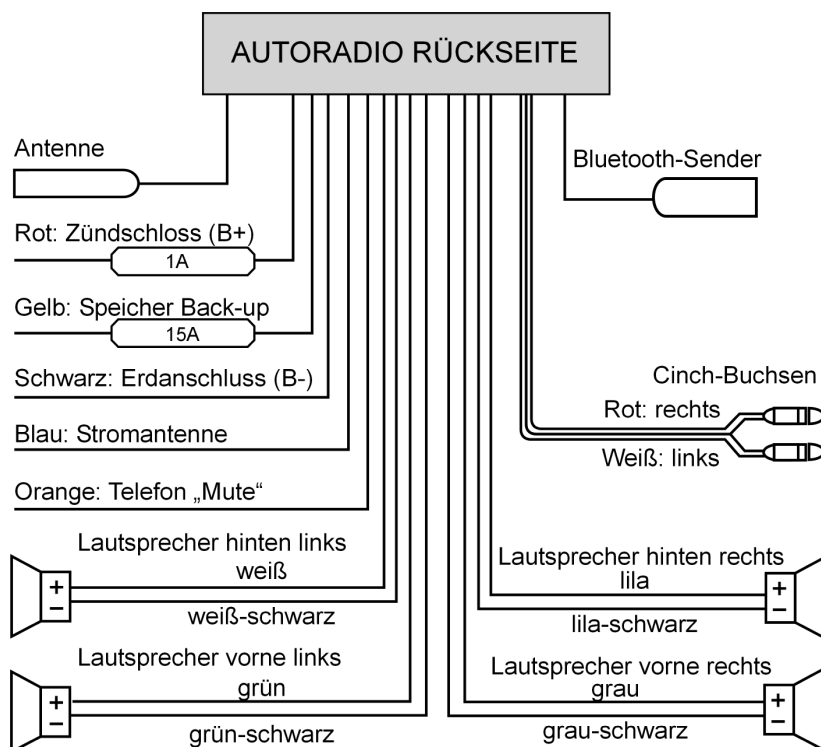 AUTORADIO RÜCKSEITE
Antenne
Bluetooth-Sender
Rot: Zündschloss (B+)
1A
Gelb: Speicher Back-up
15A
Schwarz: Erdanschluss (B-)
Cinch-Buchsen
Rot: rechts
Blau: Stromantenne
Weiß: links
Orange: Telefon „Mute“
Lautsprecher hinten links
weiß
+
−
weiß-schwarz
Lautsprecher hinten rechts
lila
+
−
lila-schwarz
Lautsprecher vorne links
grün
+
−
grün-schwarz
Lautsprecher vorne rechts
grau
+
−
grau-schwarz